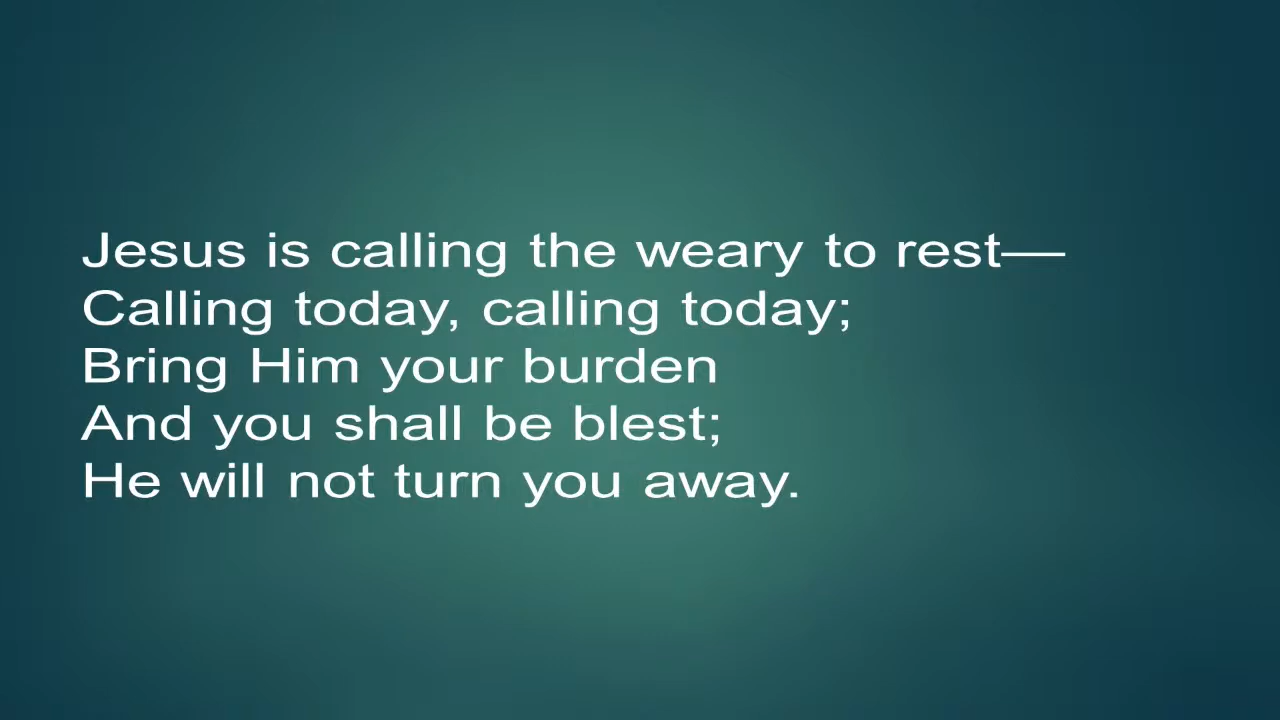 Jesus is calling the weary to rest—
Calling today, calling today;
Bring Him your burden
And you shall be blest;
He will not turn you away.